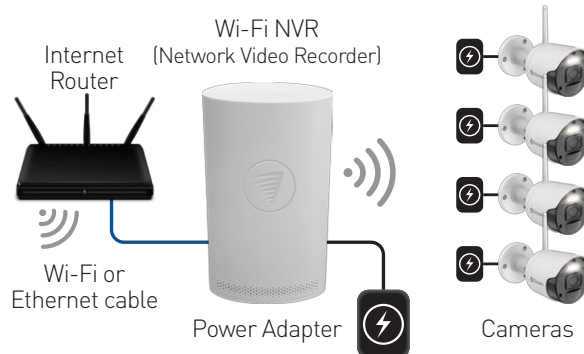 Internet
Router
Wi-Fi NVR
(Network Video Recorder)
Wi-Fi or
Ethernet cable
Power Adapter
Cameras